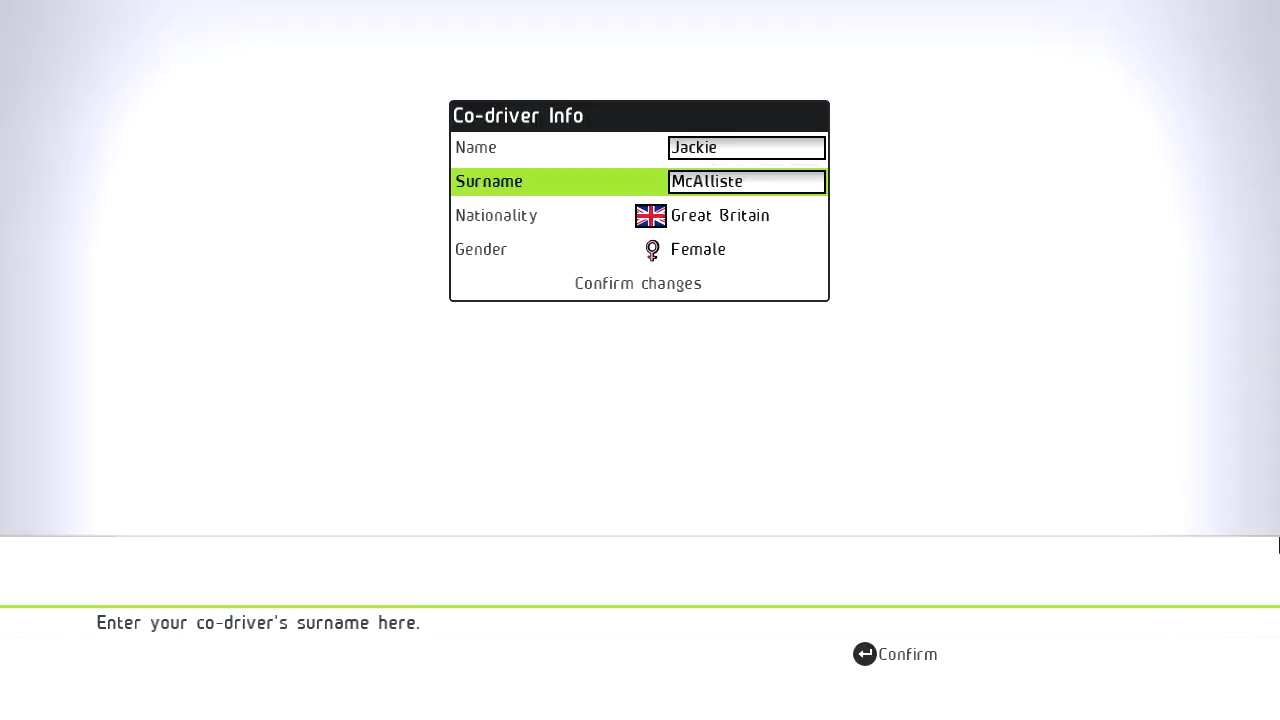 Co-driver Info
Name Jackie
Surname McAlliste
Nationality Great Britain
Gender Female
Confirm changes
Enter your co-driver's surname here.
Confirm